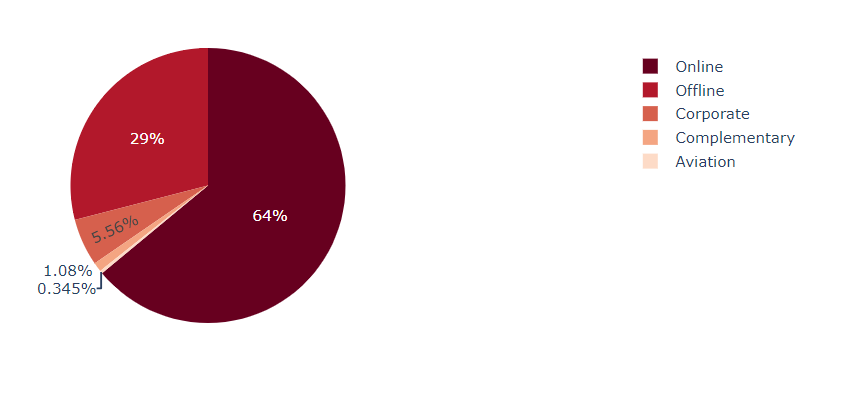 29%
64%
5.56%
1.08%
0.345%
Online
Offline
Corporate
Complementary
Aviation